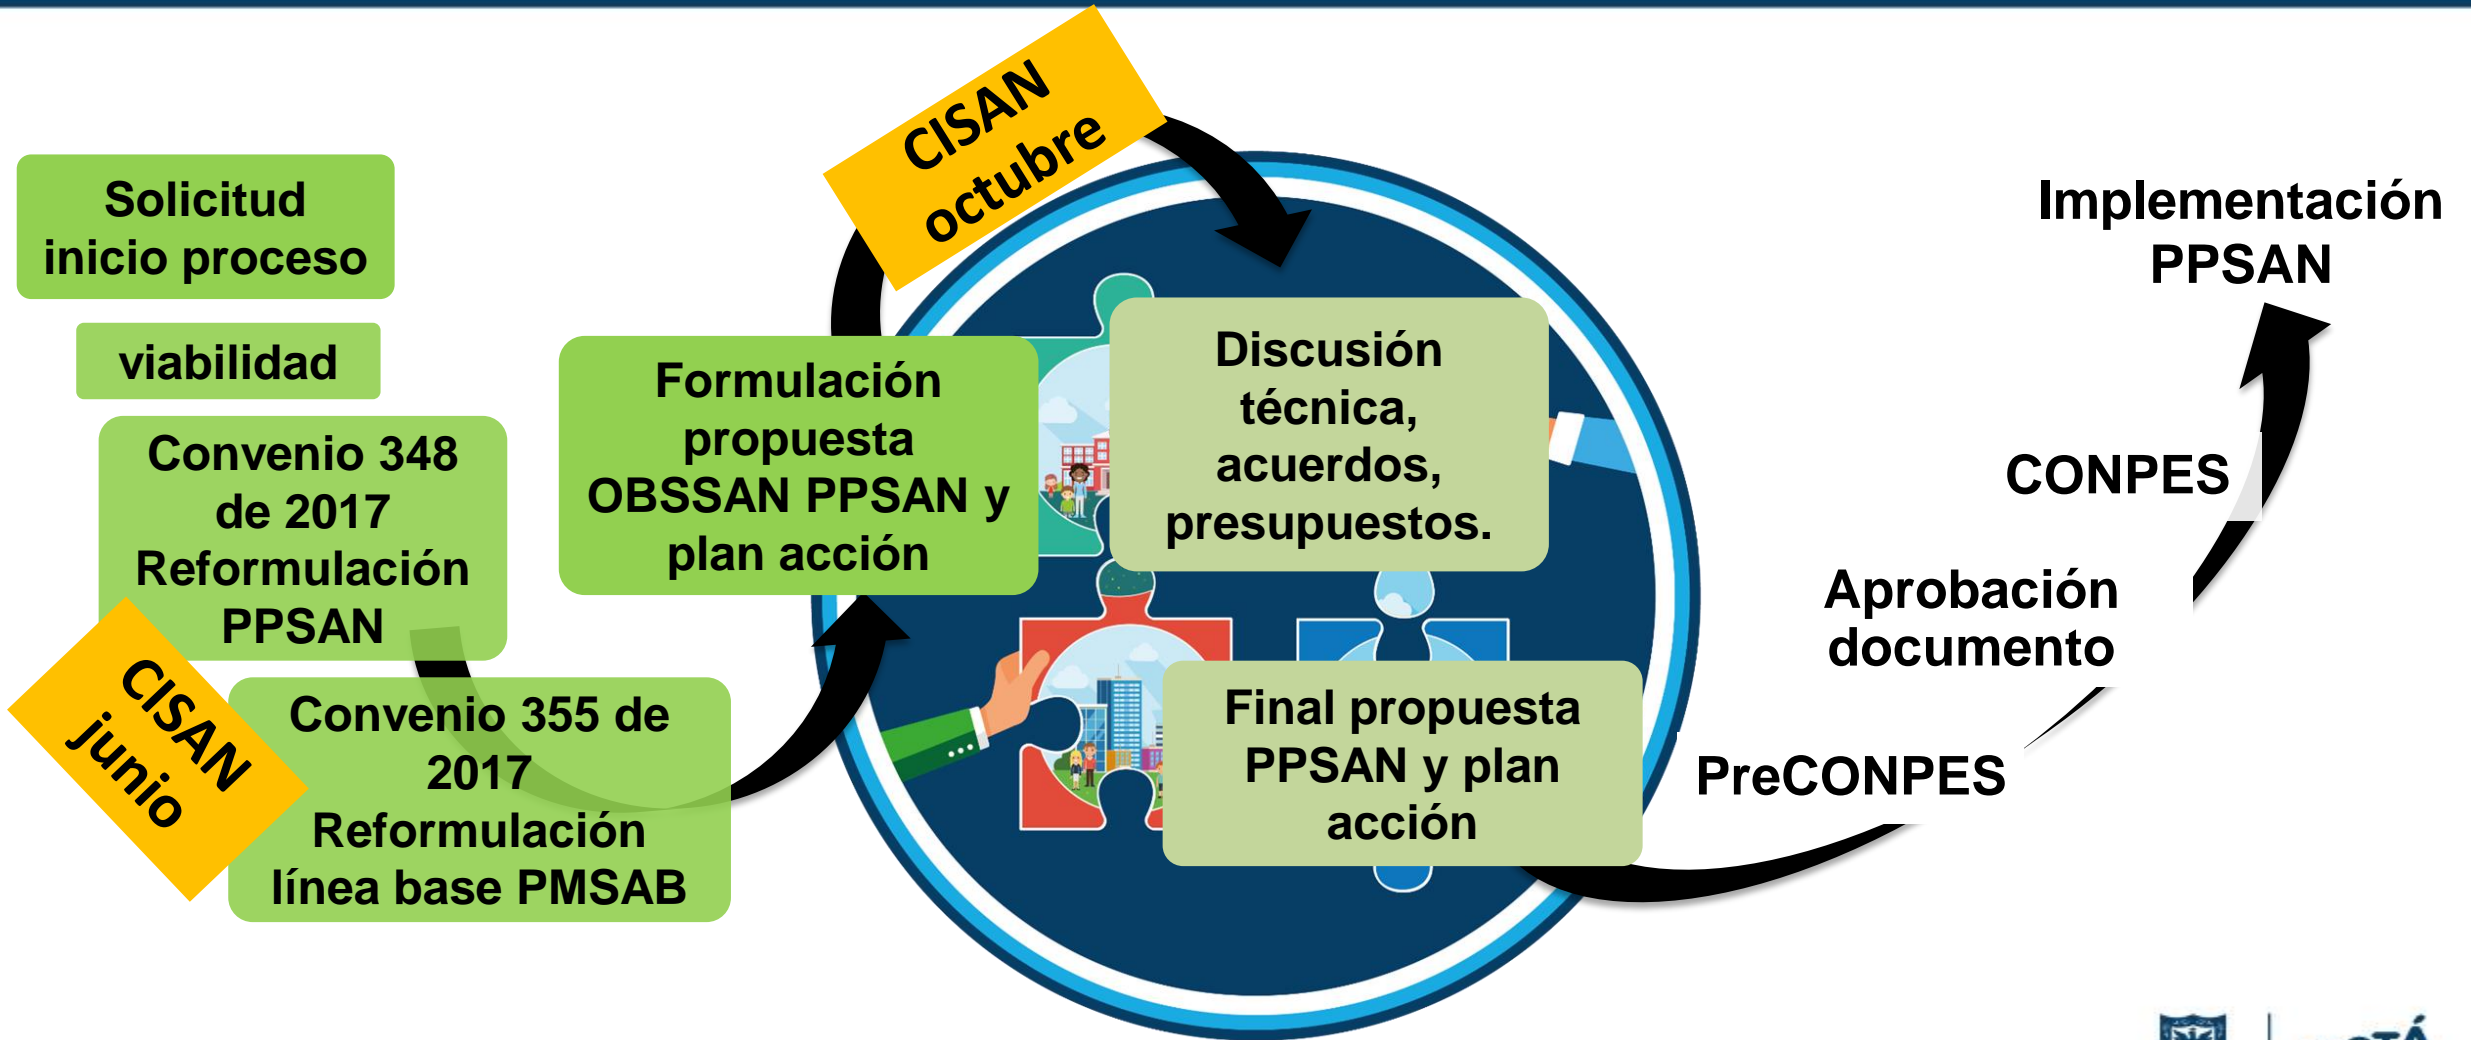 Solicitud
inicio proceso
viabilidad
Convenio 348
de 2017
Reformulación
PPSAN
CISAN
junio
Convenio 355 de
2017
Reformulación
línea base PMSAB
Formulación
propuesta
OBSSAN PPSAN y
plan acción
CISAN
octubre
Discusión
técnica,
acuerdos,
presupuestos.
Final propuesta
PPSAN y plan
acción
PreCONPES
Aprobación
documento
CONPES
Implementación
PPSAN